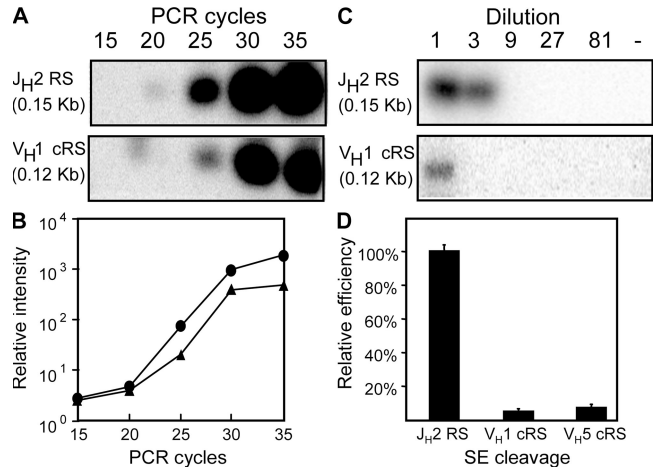 A
PCR cycles
15 20 25 30 35
JH2 RS
(0.15 Kb)
VH1 cRS
(0.12 Kb)
C
Dilution
1 3 9 27 81 -
JH2 RS
(0.15 Kb)
VH1 cRS
(0.12 Kb)
B
Relative intensity
10^4
10^3
10^2
10^1
10^0
15 20 25 30 35
PCR cycles
D
Relative efficiency
100%
80%
60%
40%
20%
JH2 RS VH1 cRS VH5 cRS
SE cleavage